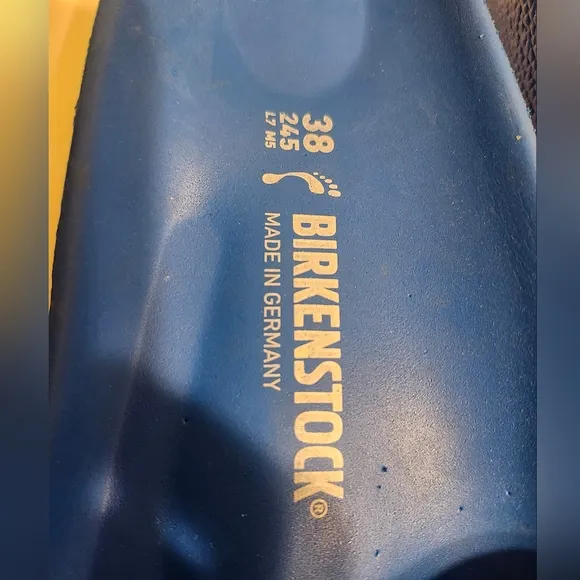 38
245
L7 M5
BIRKENSTOCK®
MADE IN GERMANY